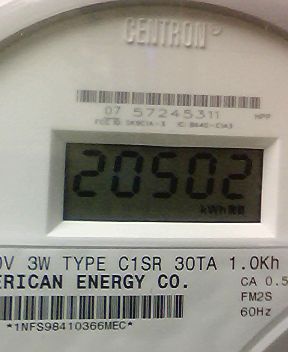 CENTRON
07 57245311 HPP
20502
kWh
0V 3W TYPE C1SR 30TA 1.0Kh
ERICAN ENERGY CO.
CA 0.5
FM2S
60Hz
*1NFS98410366MEC*